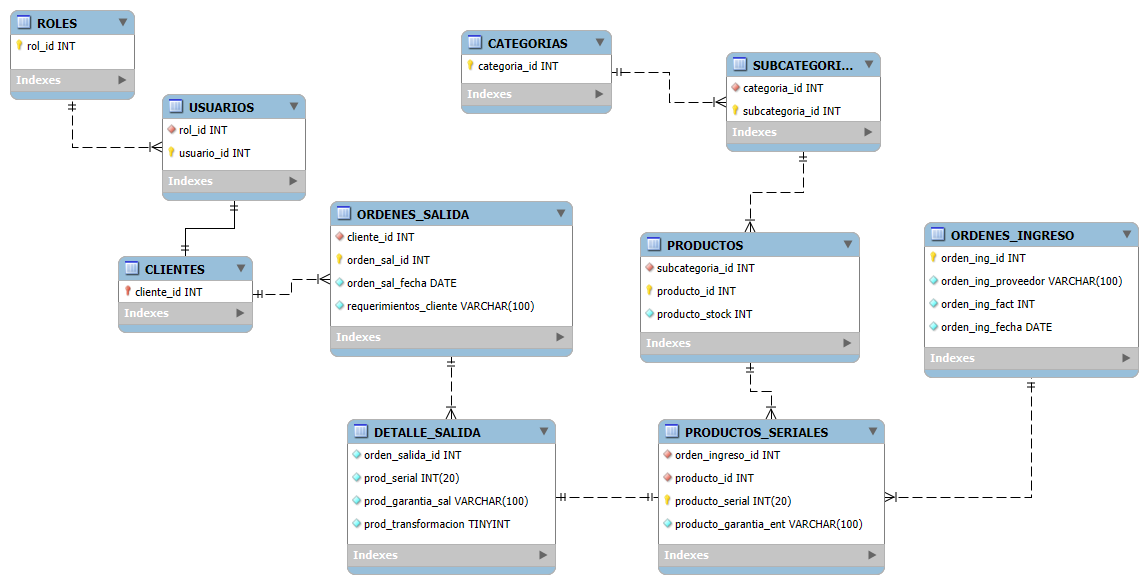 ROLES
rol_id INT
Indexes
USUARIOS
rol_id INT
usuario_id INT
Indexes
CLIENTES
cliente_id INT
Indexes
ORDENES_SALIDA
cliente_id INT
orden_sal_id INT
orden_sal_fecha DATE
requerimientos_cliente VARCHAR(100)
Indexes
DETALLE_SALIDA
orden_salida_id INT
prod_serial INT(20)
prod_garantia_sal VARCHAR(100)
prod_transformacion TINYINT
Indexes
CATEGORIAS
categoria_id INT
Indexes
SUBCATEGORI...
categoria_id INT
subcategoria_id INT
Indexes
PRODUCTOS
subcategoria_id INT
producto_id INT
producto_stock INT
Indexes
PRODUCTOS_SERIALES
orden_ingreso_id INT
producto_id INT
producto_serial INT(20)
producto_garantia_ent VARCHAR(100)
Indexes
ORDENES_INGRESO
orden_ing_id INT
orden_ing_proveedor VARCHAR(100)
orden_ing_fact INT
orden_ing_fecha DATE
Indexes